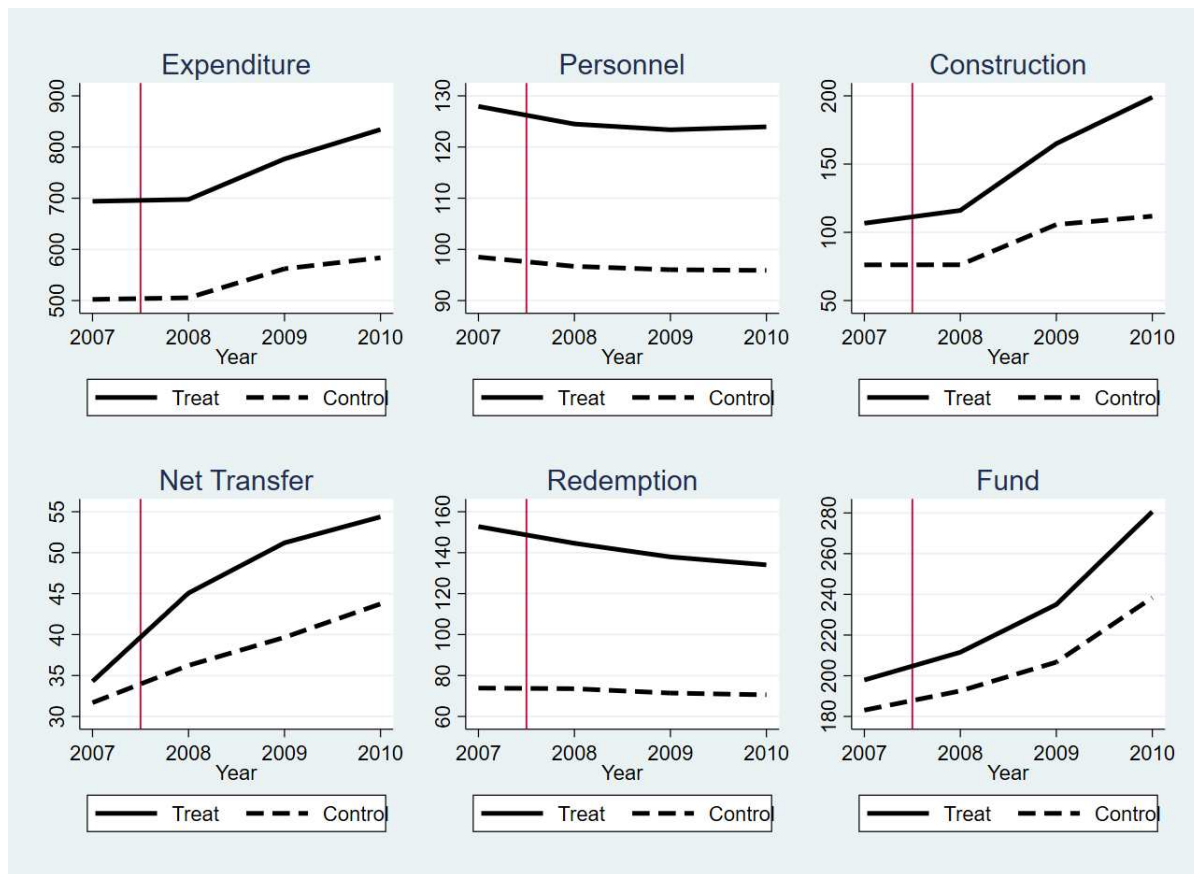 Expenditure
900
800
700
600
500
2007 2008 2009 2010
Year
Treat Control
Personnel
130
120
110
100
90
2007 2008 2009 2010
Year
Treat Control
Construction
200
150
100
50
2007 2008 2009 2010
Year
Treat Control
Net Transfer
55
50
45
40
35
30
2007 2008 2009 2010
Year
Treat Control
Redemption
160
140
120
100
80
60
2007 2008 2009 2010
Year
Treat Control
Fund
280
260
240
220
200
180
2007 2008 2009 2010
Year
Treat Control